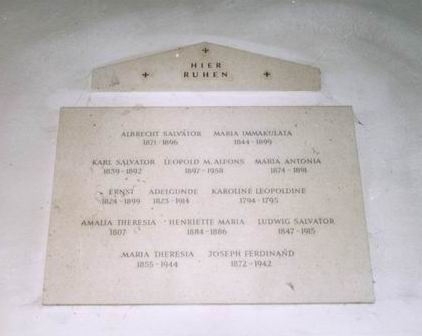 HIER
RUHEN
ALBRECHT SALVATOR MARIA IMMAKULATA
1871-1896 1844-1899
KARL SALVATOR LEOPOLD M. ALFONS MARIA ANTONIA
1839-1892 1897-1958 1874-1891
ERNST ADELGUNDE KAROLINE LEOPOLDINE
1824-1899 1823-1914 1794-1795
AMALIA THERESIA HENRIETTE MARIA LUDWIG SALVATOR
1807 1884-1886 1847-1915
MARIA THERESIA JOSEPH FERDINAND
1855-1944 1872-1942